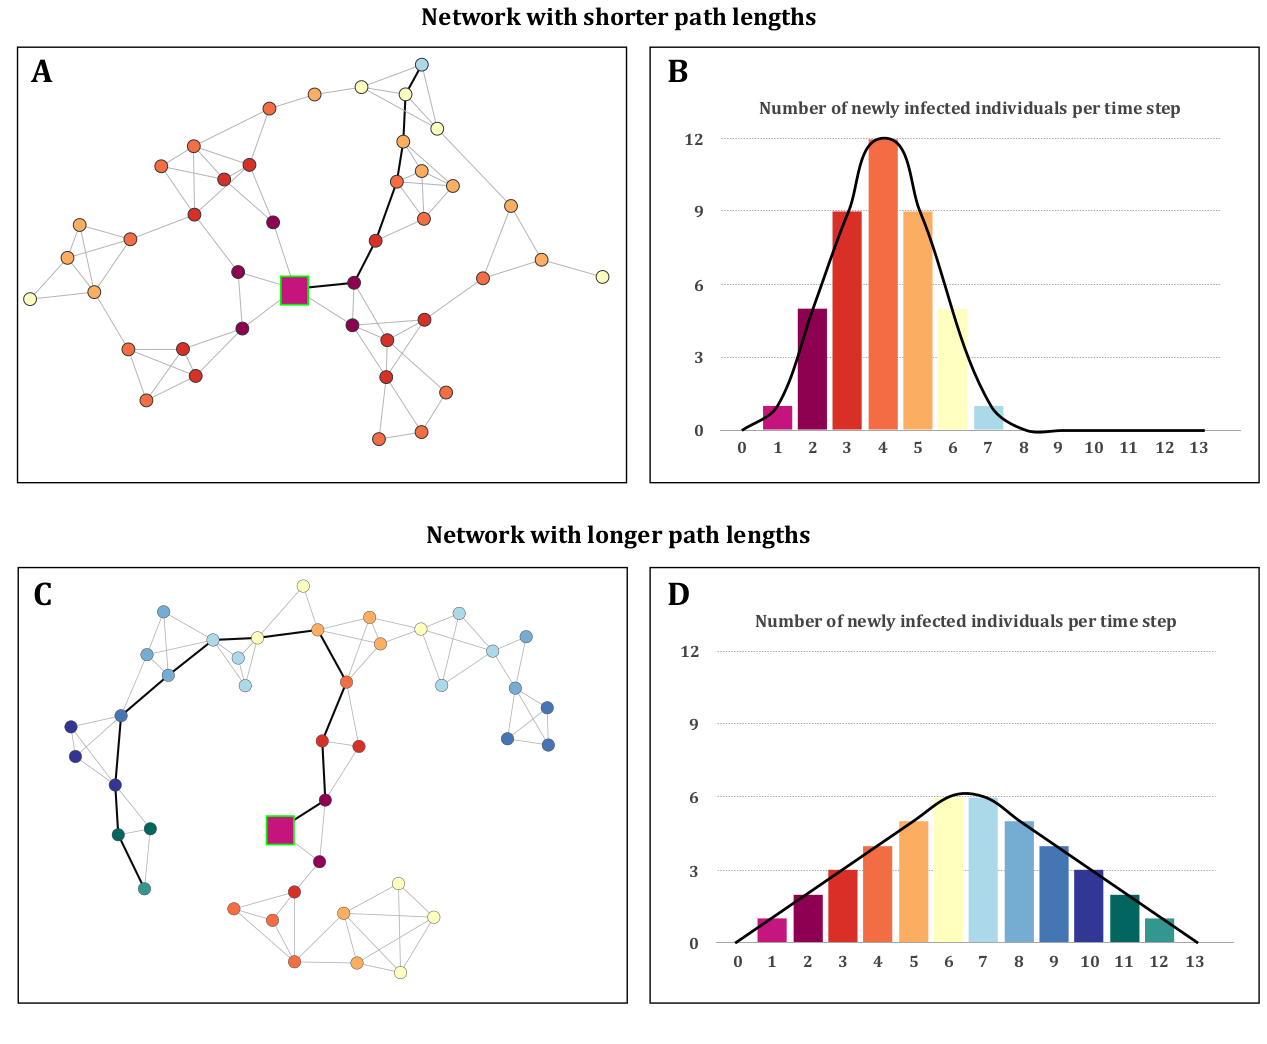 Network with shorter path lengths
A
B
Number of newly infected individuals per time step
12
9
6
3
0
0 1 2 3 4 5 6 7 8 9 10 11 12 13
Network with longer path lengths
C
D
Number of newly infected individuals per time step
12
9
6
3
0
0 1 2 3 4 5 6 7 8 9 10 11 12 13